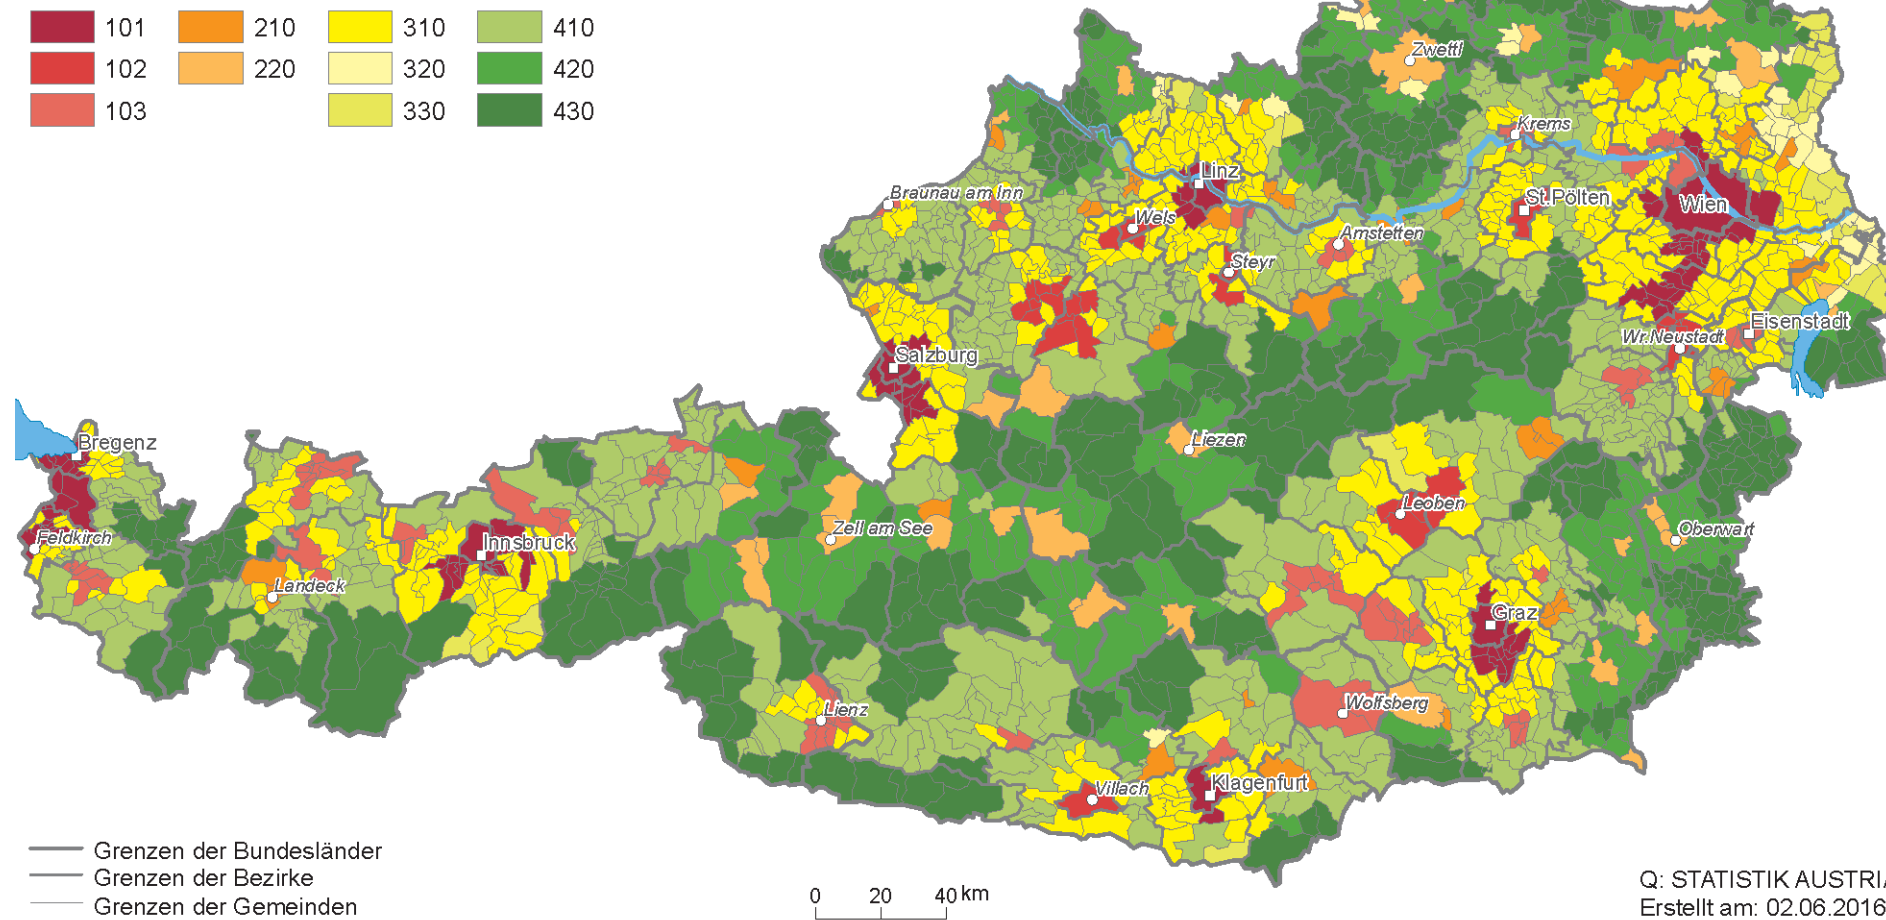 101 210 310 410
102 220 320 420
103 330 430
Zwettl
Krems
Linz
Braunau am Inn
St.Pölten
Wien
Wels
Amstetten
Steyr
Eisenstadt
Wr.Neustadt
Salzburg
Bregenz
Liezen
Leoben
Feldkirch
Innsbruck
Zell am See
Oberwart
Landeck
Graz
Lienz
Wolfsberg
Villach
Klagenfurt
Grenzen der Bundesländer
Grenzen der Bezirke
Grenzen der Gemeinden
0 20 40 km
Q: STATISTIK AUSTRIA
Erstellt am: 02.06.2016